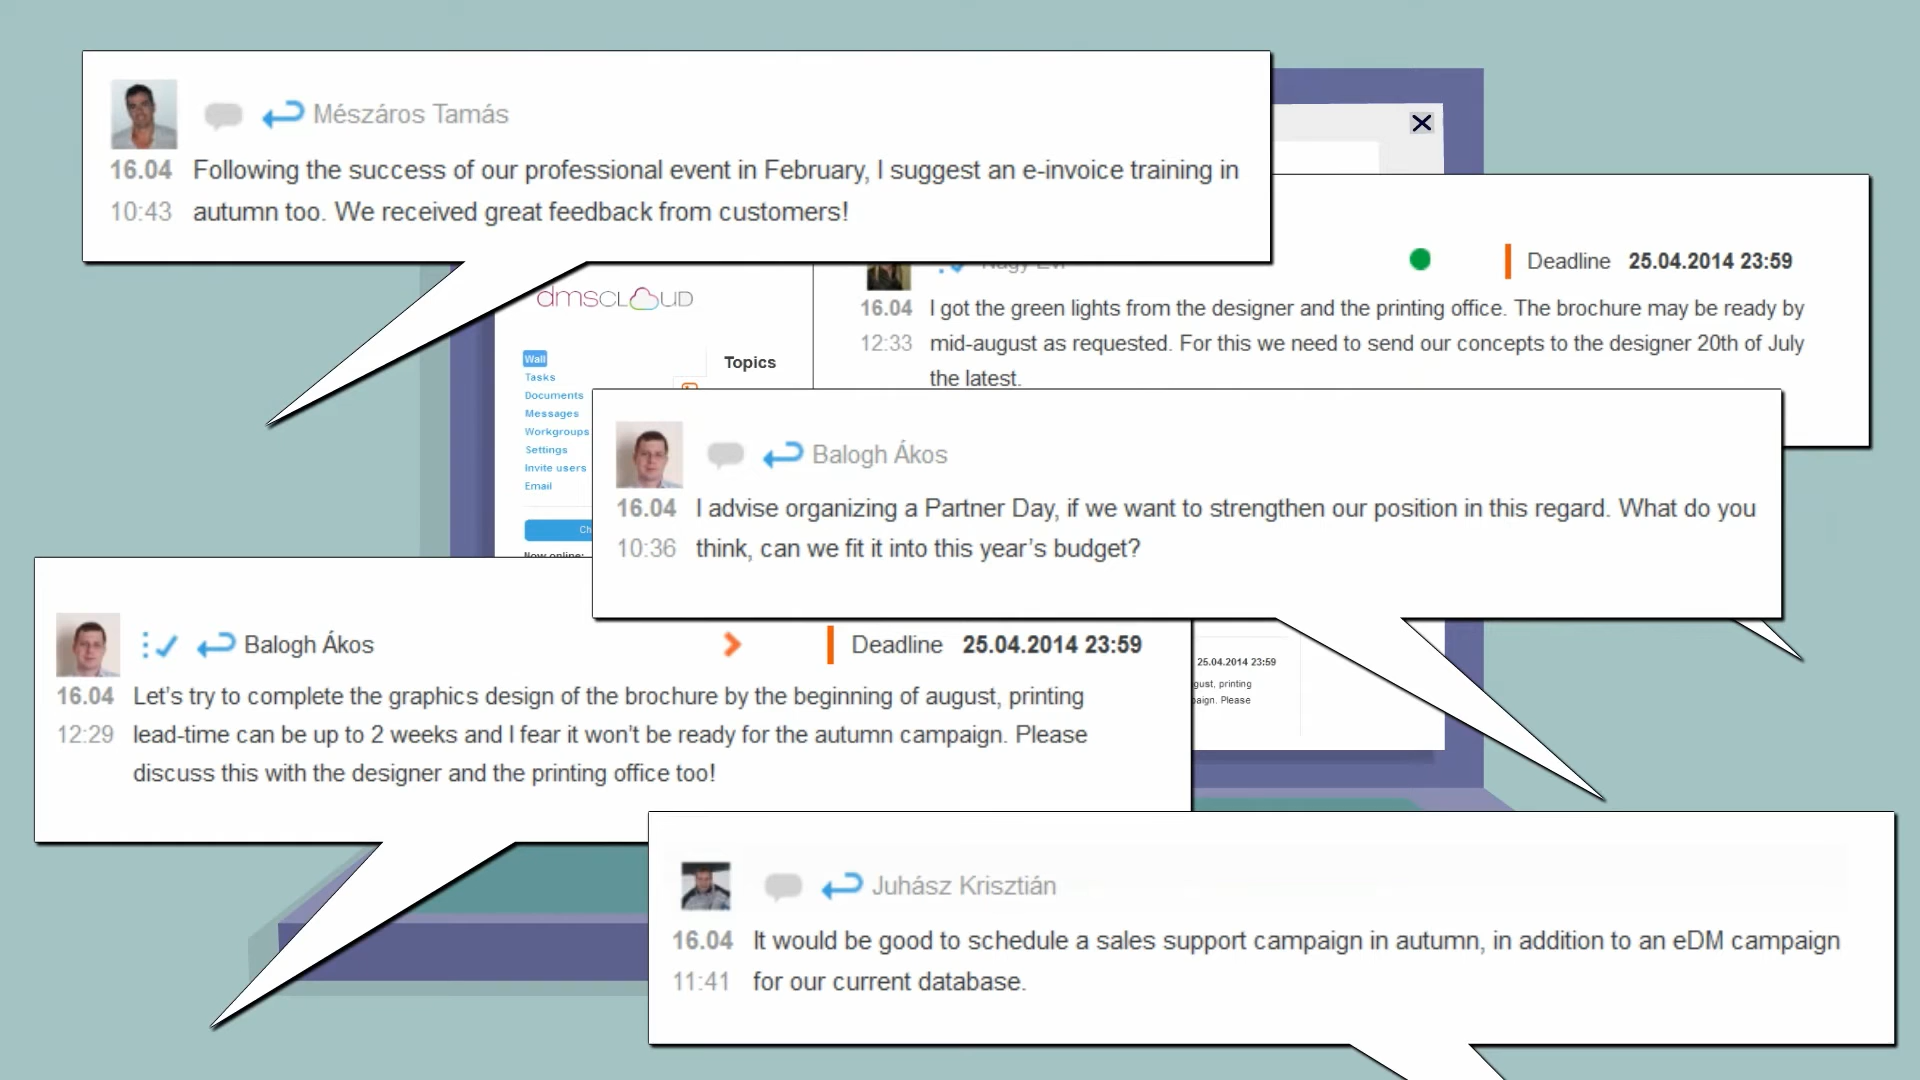 Mészáros Tamás
16.04 Following the success of our professional event in February, I suggest an e-invoice training in
10:43 autumn too. We received great feedback from customers!
Nagy Evi
Deadline 25.04.2014 23:59
16.04 I got the green lights from the designer and the printing office. The brochure may be ready by
12:33 mid-august as requested. For this we need to send our concepts to the designer 20th of July
the latest.
dmsCLOUD
Wall
Tasks
Documents
Messages
Workgroups
Settings
Invite users
Email
Ch
Now online:
Topics
Balogh Ákos
16.04 I advise organizing a Partner Day, if we want to strengthen our position in this regard. What do you
10:36 think, can we fit it into this year’s budget?
Balogh Ákos
Deadline 25.04.2014 23:59
16.04 Let’s try to complete the graphics design of the brochure by the beginning of august, printing
12:29 lead-time can be up to 2 weeks and I fear it won’t be ready for the autumn campaign. Please
discuss this with the designer and the printing office too!
25.04.2014 23:59
gust, printing
paign. Please
Juhász Krisztián
16.04 It would be good to schedule a sales support campaign in autumn, in addition to an eDM campaign
11:41 for our current database.